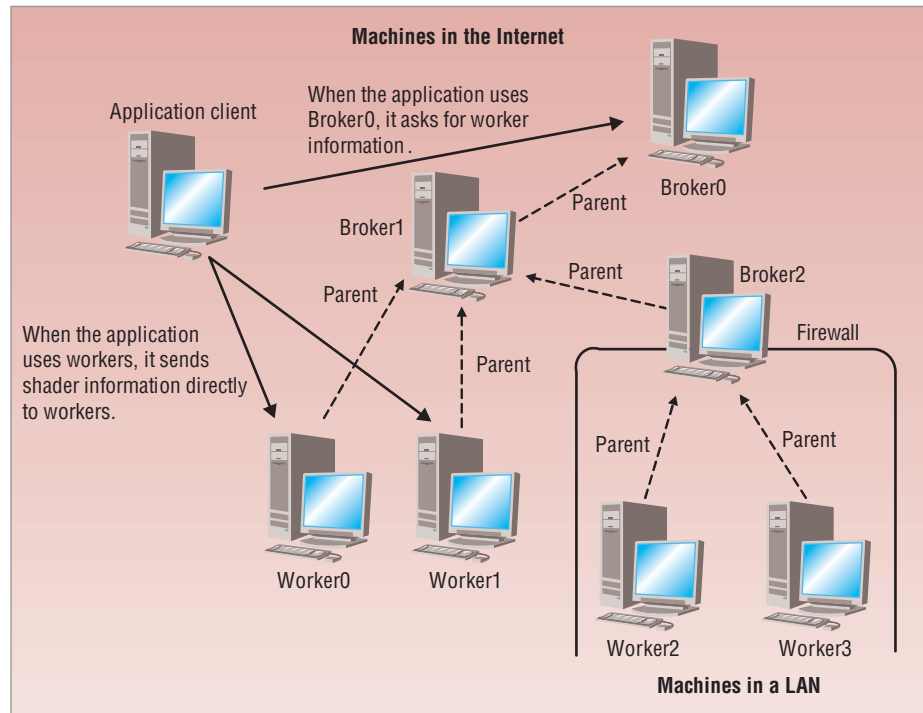 Machines in the Internet
Application client
When the application uses
Broker0, it asks for worker
information .
Broker0
Parent
Broker1
Parent
Parent
Broker2
Firewall
When the application
uses workers, it sends
shader information directly
to workers.
Parent
Parent
Parent
Worker0
Worker1
Worker2
Worker3
Machines in a LAN